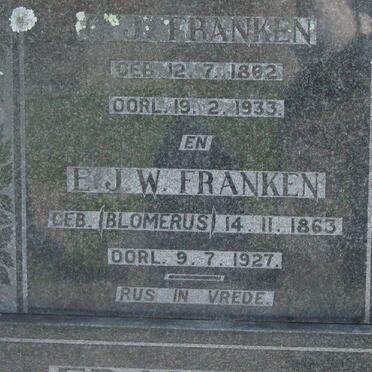 J. FRANKEN
GEB. 12.7.1862
OORL. 19.2.1933.
EN
E.J.W. FRANKEN
GEB. (BLOMERUS) 14.11.1863
OORL. 9.7.1927.
RUS IN VREDE.